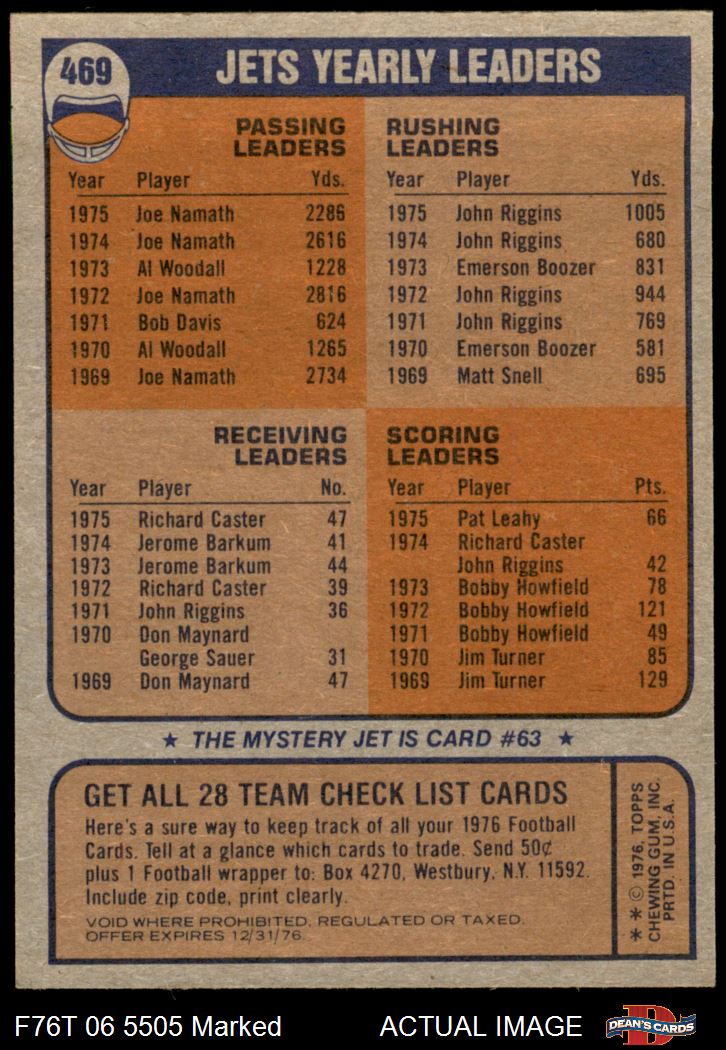 469
JETS YEARLY LEADERS
PASSING
LEADERS
Year Player Yds.
1975 Joe Namath 2286
1974 Joe Namath 2616
1973 Al Woodall 1228
1972 Joe Namath 2816
1971 Bob Davis 624
1970 Al Woodall 1265
1969 Joe Namath 2734
RUSHING
LEADERS
Year Player Yds.
1975 John Riggins 1005
1974 John Riggins 680
1973 Emerson Boozer 831
1972 John Riggins 944
1971 John Riggins 769
1970 Emerson Boozer 581
1969 Matt Snell 695
RECEIVING
LEADERS
Year Player No.
1975 Richard Caster 47
1974 Jerome Barkum 41
1973 Jerome Barkum 44
1972 Richard Caster 39
1971 John Riggins 36
1970 Don Maynard
George Sauer 31
1969 Don Maynard 47
SCORING
LEADERS
Year Player Pts.
1975 Pat Leahy 66
1974 Richard Caster
John Riggins 42
1973 Bobby Howfield 78
1972 Bobby Howfield 121
1971 Bobby Howfield 49
1970 Jim Turner 85
1969 Jim Turner 129
★ THE MYSTERY JET IS CARD #63 ★
GET ALL 28 TEAM CHECK LIST CARDS
Here's a sure way to keep track of all your 1976 Football
Cards. Tell at a glance which cards to trade. Send 50¢
plus 1 Football wrapper to: Box 4270, Westbury, N.Y. 11592.
Include zip code, print clearly.
VOID WHERE PROHIBITED, REGULATED OR TAXED.
OFFER EXPIRES 12/31/76.
✶ ✶ © 1976, TOPPS
CHEWING GUM, INC.
PRTD. IN U.S.A.
F76T 06 5505 Marked
ACTUAL IMAGE
D
DEAN'S CARDS